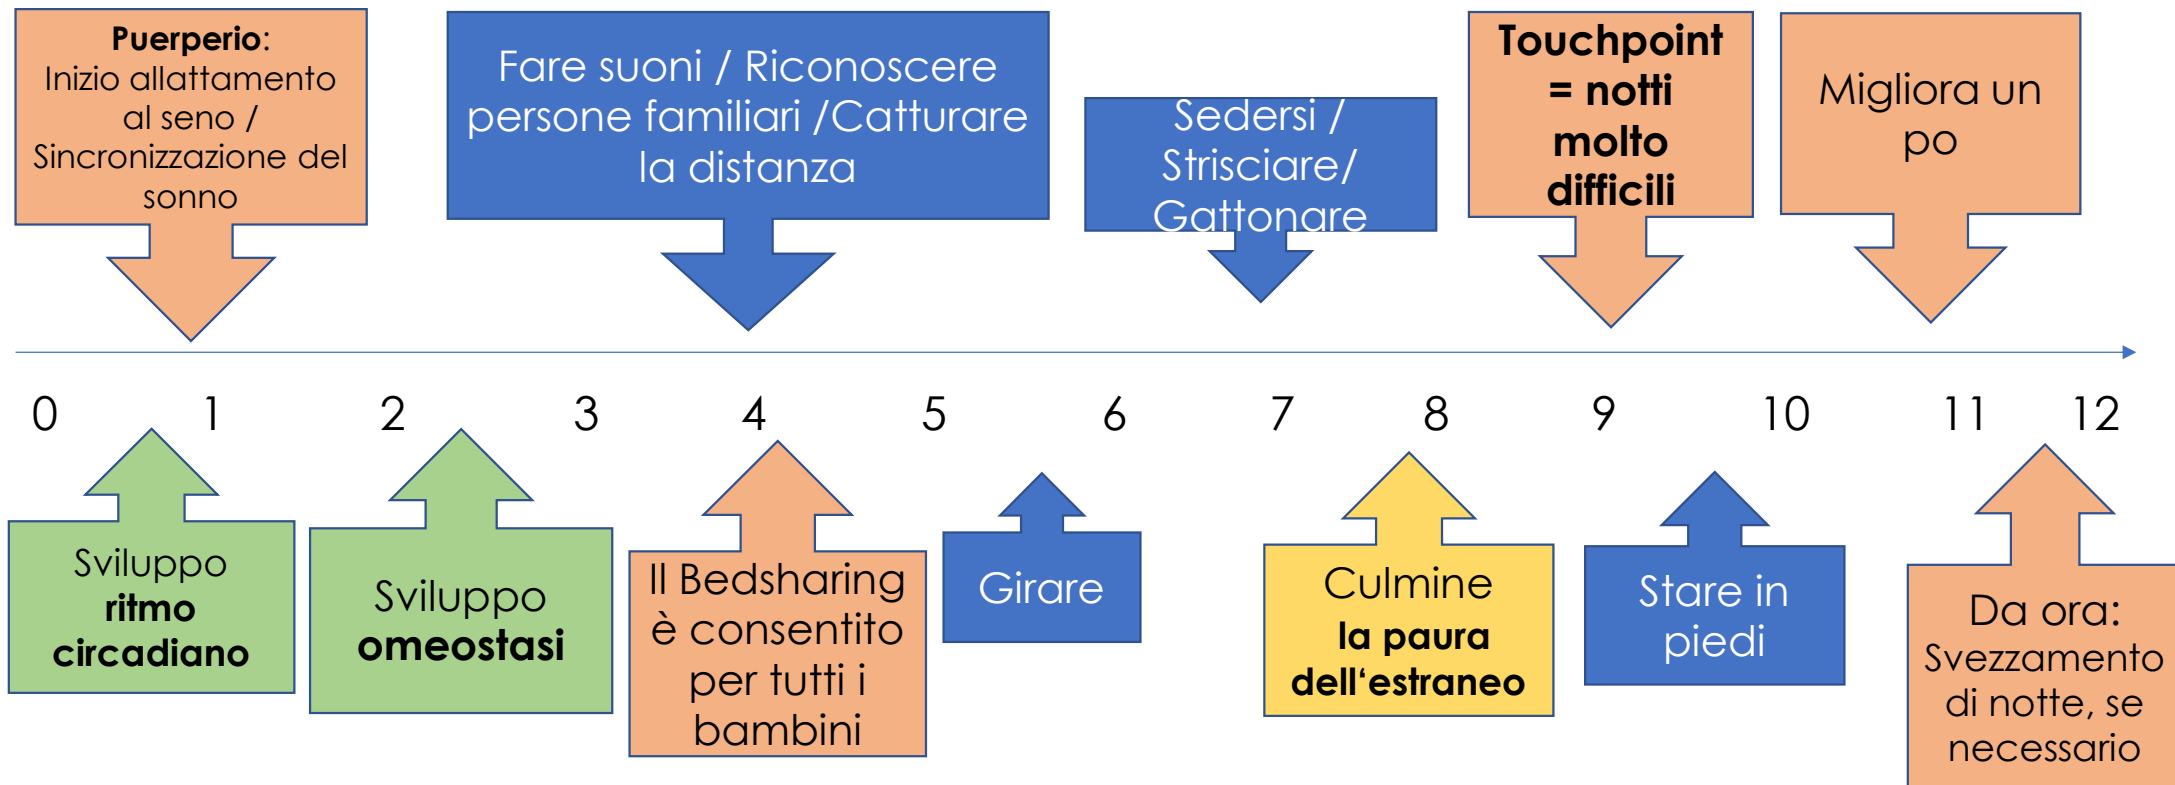 Puerperio:
Inizio allattamento
al seno /
Sincronizzazione del
sonno
Fare suoni / Riconoscere
persone familiari /Catturare
la distanza
Sedersi /
Strisciare/
Gattonare
Touchpoint
= notti
molto
difficili
Migliora un
po
0 1 2 3 4 5 6 7 8 9 10 11 12
Sviluppo
ritmo
circadiano
Sviluppo
omeostasi
Il Bedsharing
è consentito
per tutti i
bambini
Girare
Culmine
la paura
dell‘estraneo
Stare in
piedi
Da ora:
Svezzamento
di notte, se
necessario